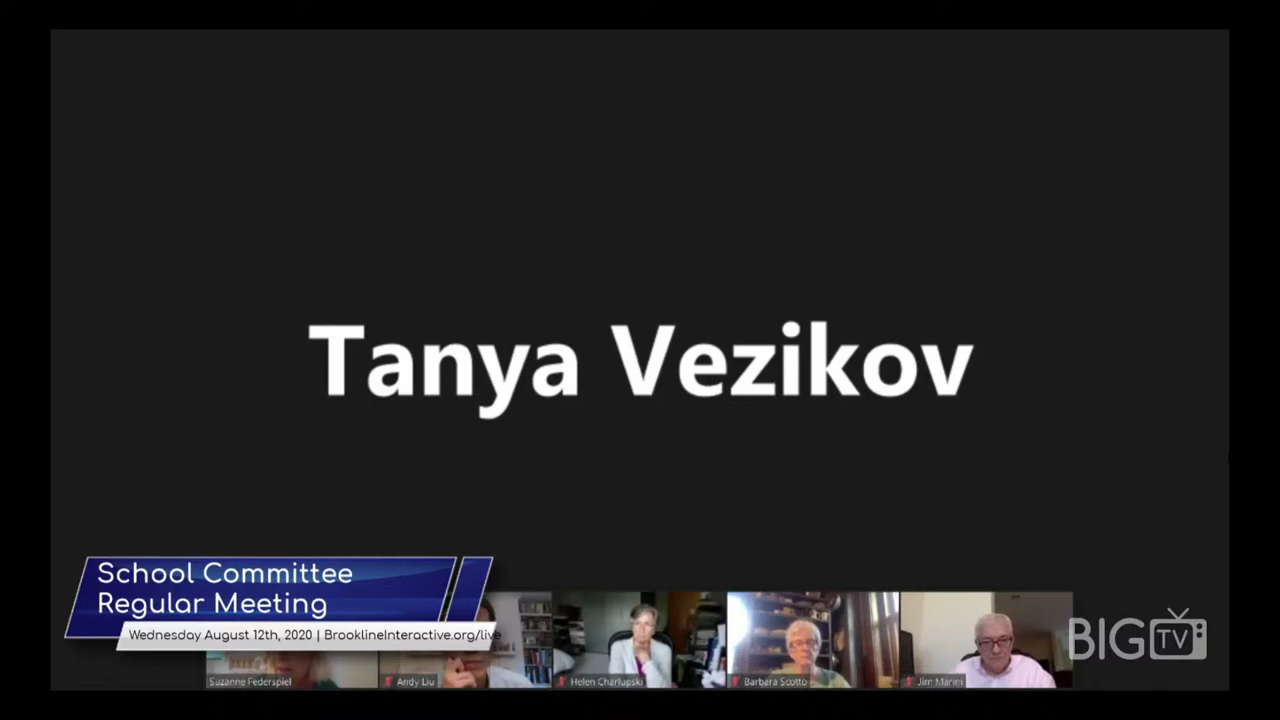 Tanya Vezikov
School Committee
Regular Meeting
Wednesday August 12th, 2020 | BrooklineInteractive.org/live
Suzanne Federspiel
Andy Liu
Helen Charlupski
Barbara Scotto
Jim Marini
BIG TV